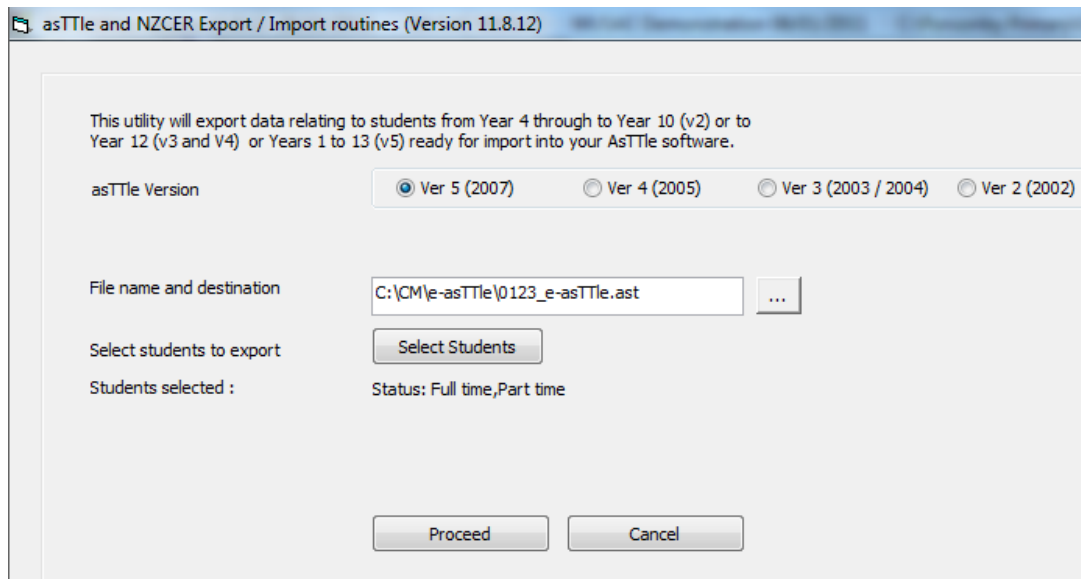 asTTle and NZCER Export / Import routines (Version 11.8.12)
This utility will export data relating to students from Year 4 through to Year 10 (v2) or to
Year 12 (v3 and V4) or Years 1 to 13 (v5) ready for import into your AsTTle software.
asTTle Version
Ver 5 (2007) Ver 4 (2005) Ver 3 (2003 / 2004) Ver 2 (2002)
File name and destination C:\CM\e-asTTle\0123_e-asTTle.ast ...
Select students to export Select Students
Students selected : Status: Full time,Part time
Proceed Cancel